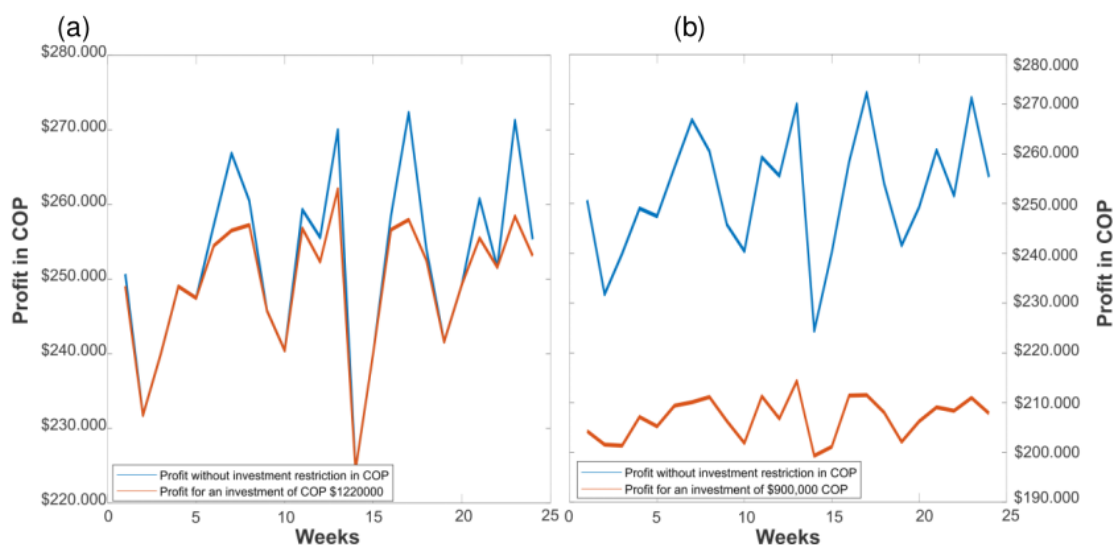 (a)
(b)
$280.000
$270.000
$260.000
$250.000
$240.000
$230.000
$220.000
Profit in COP
Profit without investment restriction in COP
Profit for an investment of COP $1220000
0
5
10
15
20
25
Weeks
$280.000
$270.000
$260.000
$250.000
$240.000
$230.000
$220.000
$210.000
$200.000
$190.000
Profit in COP
Profit without investment restriction in COP
Profit for an investment of $900,000 COP
0
5
10
15
20
25
Weeks